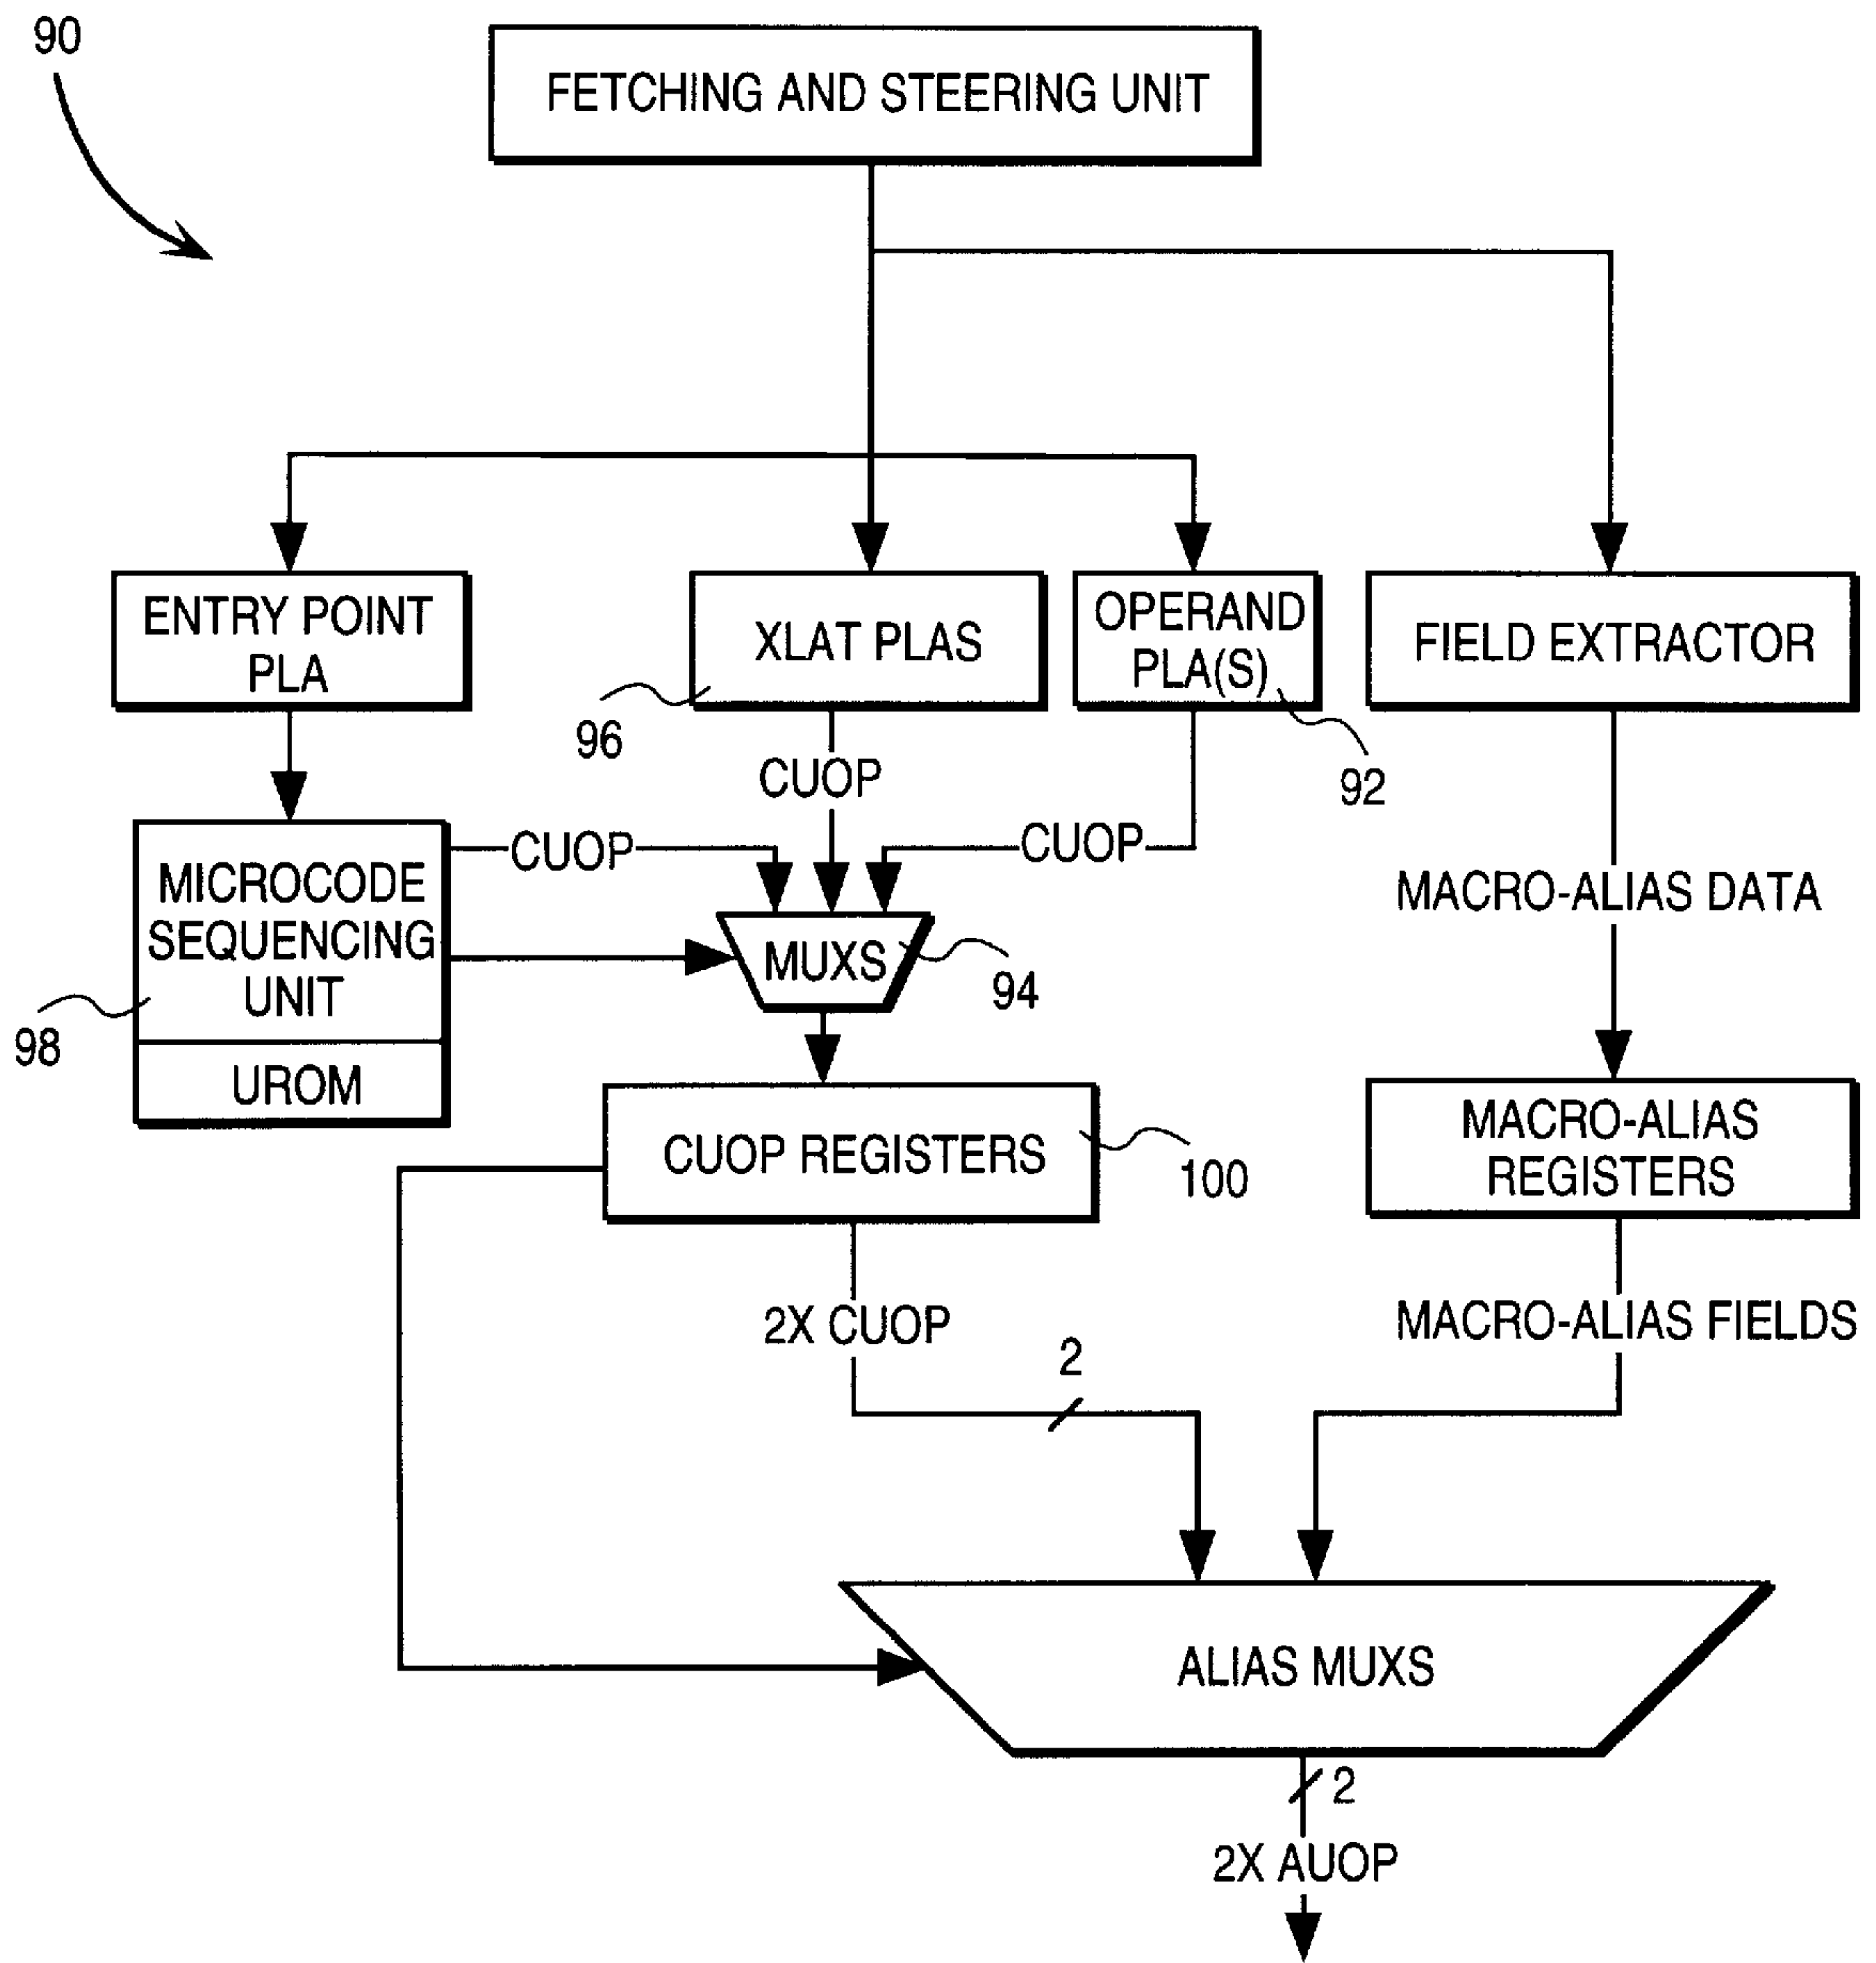 90
FETCHING AND STEERING UNIT
ENTRY POINT
PLA
XLAT PLAS
OPERAND
PLA(S)
FIELD EXTRACTOR
96
92
CUOP
CUOP
CUOP
MICROCODE
SEQUENCING
UNIT
UROM
98
MUXS
94
MACRO-ALIAS DATA
CUOP REGISTERS
100
MACRO-ALIAS
REGISTERS
2X CUOP
2
MACRO-ALIAS FIELDS
ALIAS MUXS
2
2X AUOP